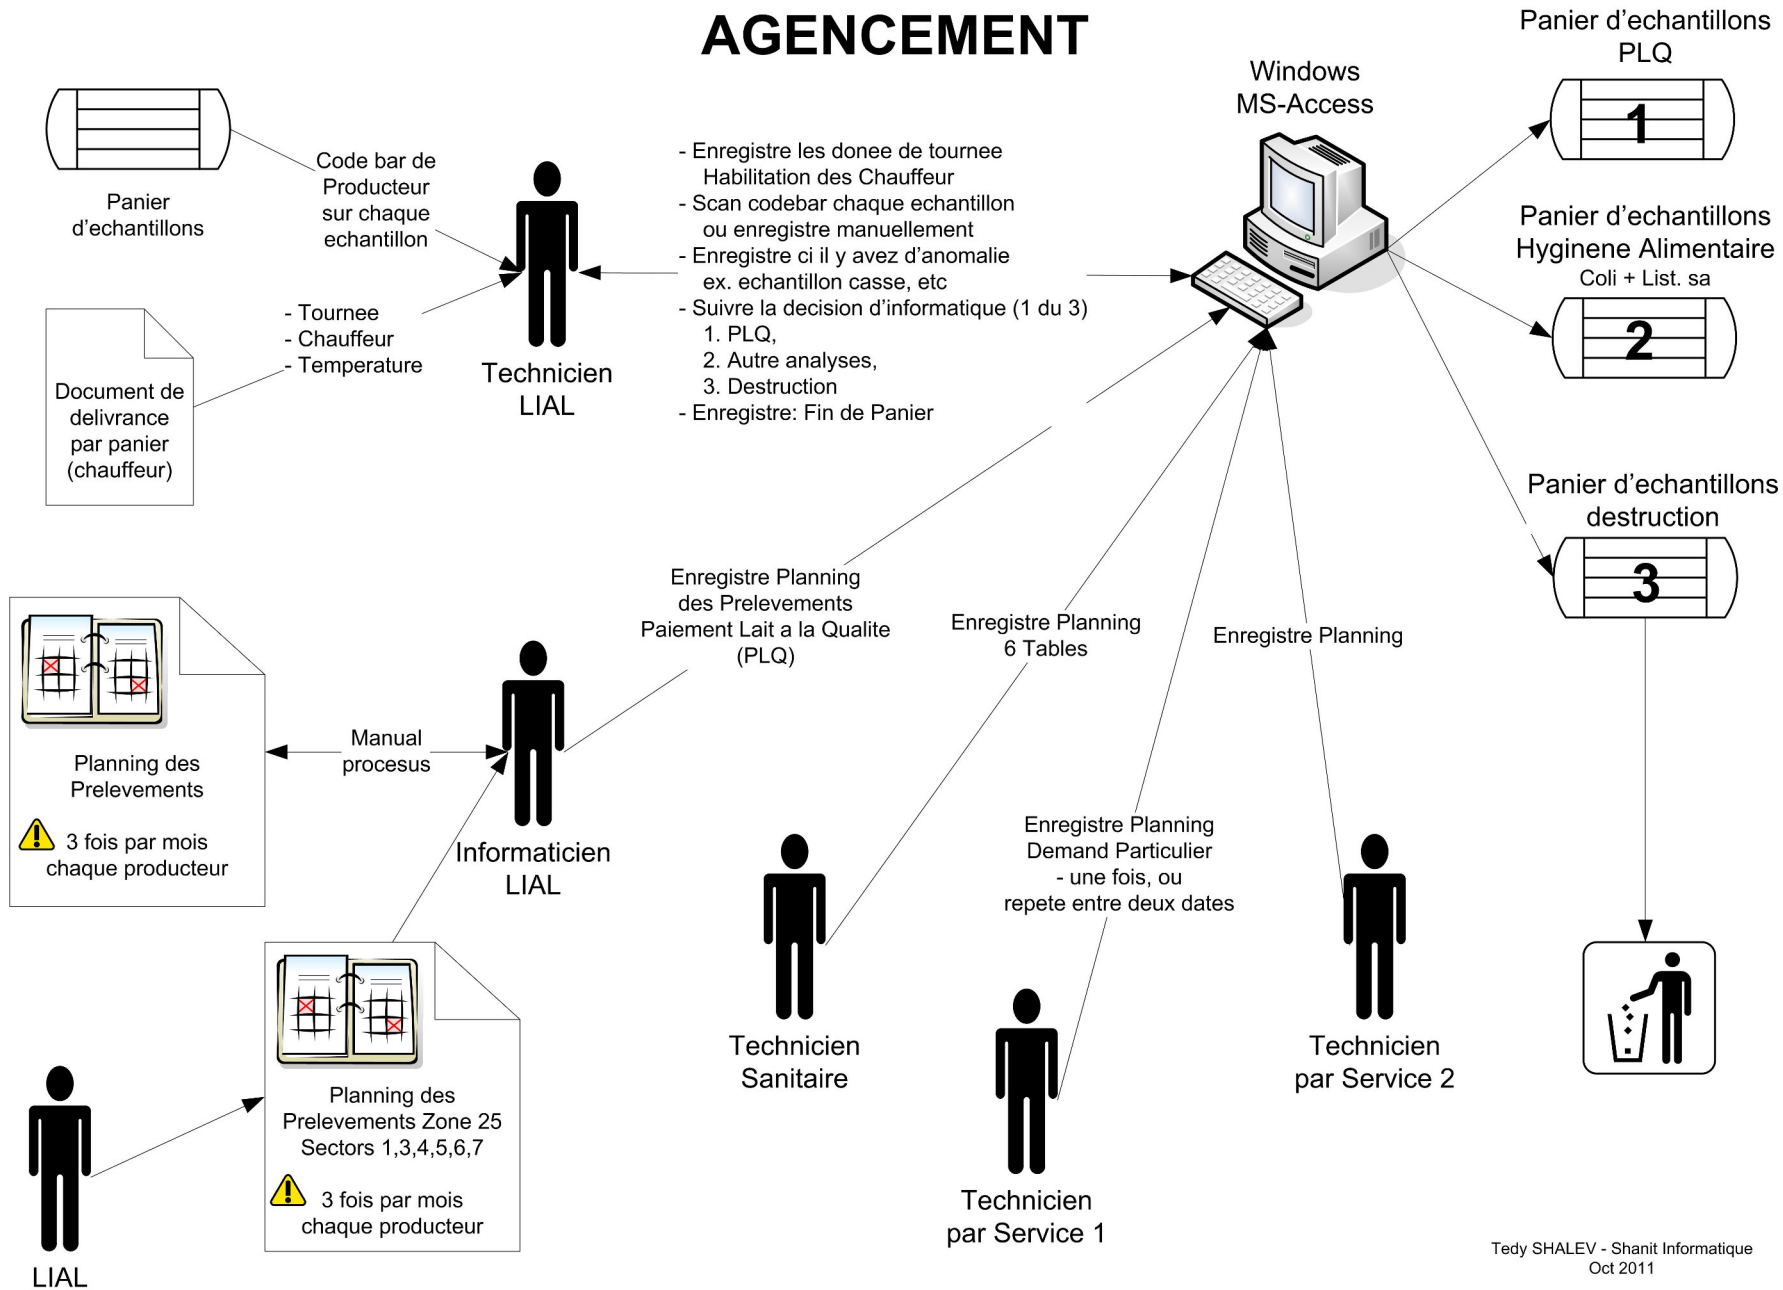 AGENCEMENT
Panier
d'echantillons
Code bar de
Producteur
sur chaque
echantillon
Document de
delivrance
par panier
(chauffeur)
- Tournee
- Chauffeur
- Temperature
Technicien
LIAL
- Enregistre les donee de tournee
Habilitation des Chauffeur
- Scan codebar chaque echantillon
ou enregistre manuellement
- Enregistre ci il y avez d'anomalie
ex. echantillon casse, etc
- Suivre la decision d'informatique (1 du 3)
1. PLQ,
2. Autre analyses,
3. Destruction
- Enregistre: Fin de Panier
Windows
MS-Access
Panier d'echantillons
PLQ
1
Panier d'echantillons
Hyginene Alimentaire
Coli + List. sa
2
Panier d'echantillons
destruction
3
Planning des
Prelevements
3 fois par mois
chaque producteur
Manual
procesus
Informaticien
LIAL
Enregistre Planning
des Prelevements
Paiement Lait a la Qualite
(PLQ)
Enregistre Planning
6 Tables
Enregistre Planning
Enregistre Planning
Demand Particulier
- une fois, ou
repete entre deux dates
LIAL
Planning des
Prelevements Zone 25
Sectors 1,3,4,5,6,7
3 fois par mois
chaque producteur
Technicien
Sanitaire
Technicien
par Service 1
Technicien
par Service 2
Tedy SHALEV - Shanit Informatique
Oct 2011